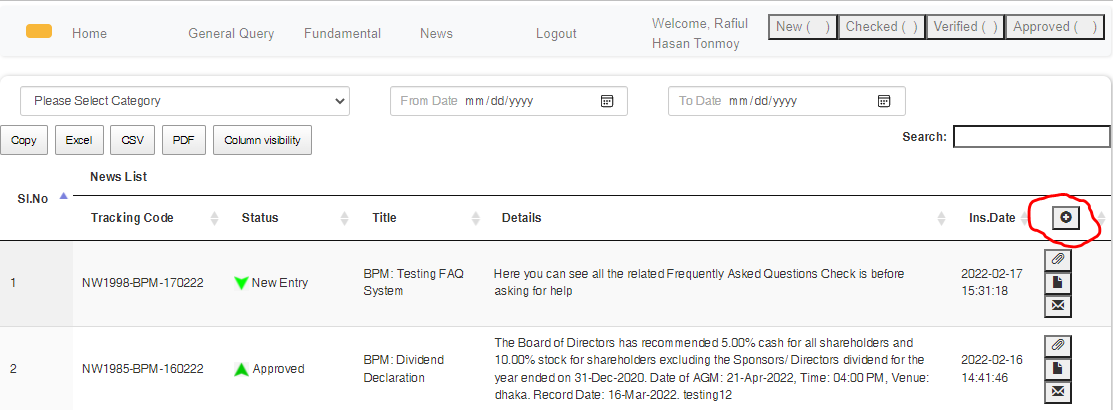 Home
General Query
Fundamental
News
Logout
Welcome, Rafiul
Hasan Tonmoy
New ( )
Checked ( )
Verified ( )
Approved ( )
Please Select Category
From Date mm/dd/yyyy
To Date mm/dd/yyyy
Copy
Excel
CSV
PDF
Column visibility
Search:
Sl.No
News List
Tracking Code
Status
Title
Details
Ins.Date
1
NW1998-BPM-170222
New Entry
BPM: Testing FAQ
System
Here you can see all the related Frequently Asked Questions Check is before
asking for help
2022-02-17
15:31:18
2
NW1985-BPM-160222
Approved
BPM: Dividend
Declaration
The Board of Directors has recommended 5.00% cash for all shareholders and
10.00% stock for shareholders excluding the Sponsors/ Directors dividend for the
year ended on 31-Dec-2020. Date of AGM: 21-Apr-2022, Time: 04:00 PM, Venue:
dhaka. Record Date: 16-Mar-2022. testing12
2022-02-16
14:41:46